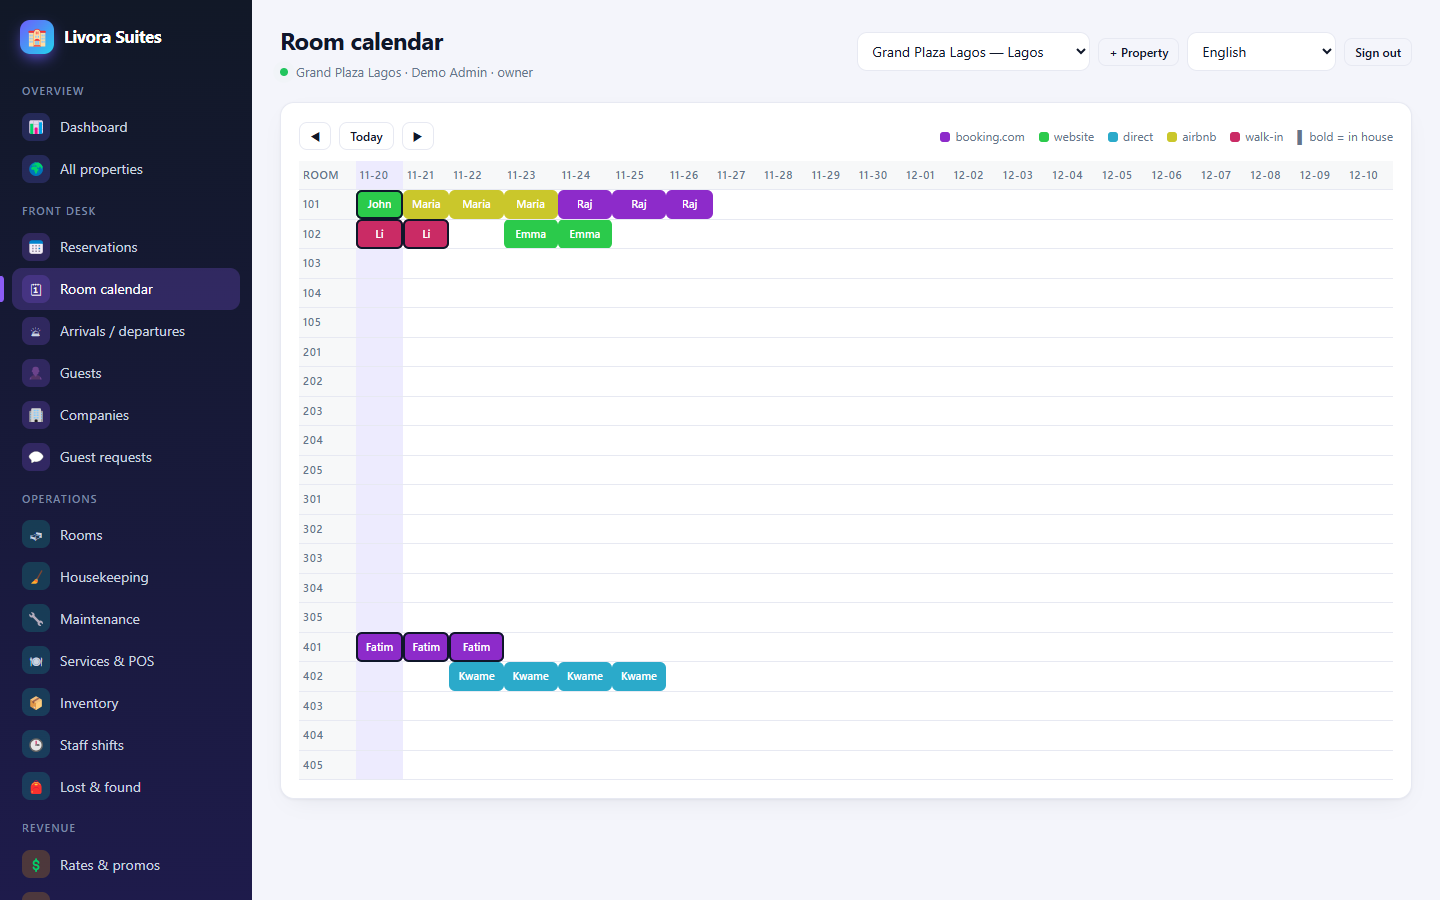 Livora Suites
OVERVIEW
Dashboard
All properties
FRONT DESK
Reservations
Room calendar
Arrivals / departures
Guests
Companies
Guest requests
OPERATIONS
Rooms
Housekeeping
Maintenance
Services & POS
Inventory
Staff shifts
Lost & found
REVENUE
Rates & promos
Room calendar
Grand Plaza Lagos · Demo Admin · owner
Grand Plaza Lagos — Lagos
+ Property
English
Sign out
◀ Today ▶
booking.com website direct airbnb walk-in bold = in house
ROOM 11-20 11-21 11-22 11-23 11-24 11-25 11-26 11-27 11-28 11-29 11-30 12-01 12-02 12-03 12-04 12-05 12-06 12-07 12-08 12-09 12-10
101 John Maria Maria Maria Raj Raj Raj
102 Li Li Emma Emma
103
104
105
201
202
203
204
205
301
302
303
304
305
401 Fatim Fatim Fatim
402 Kwame Kwame Kwame Kwame
403
404
405